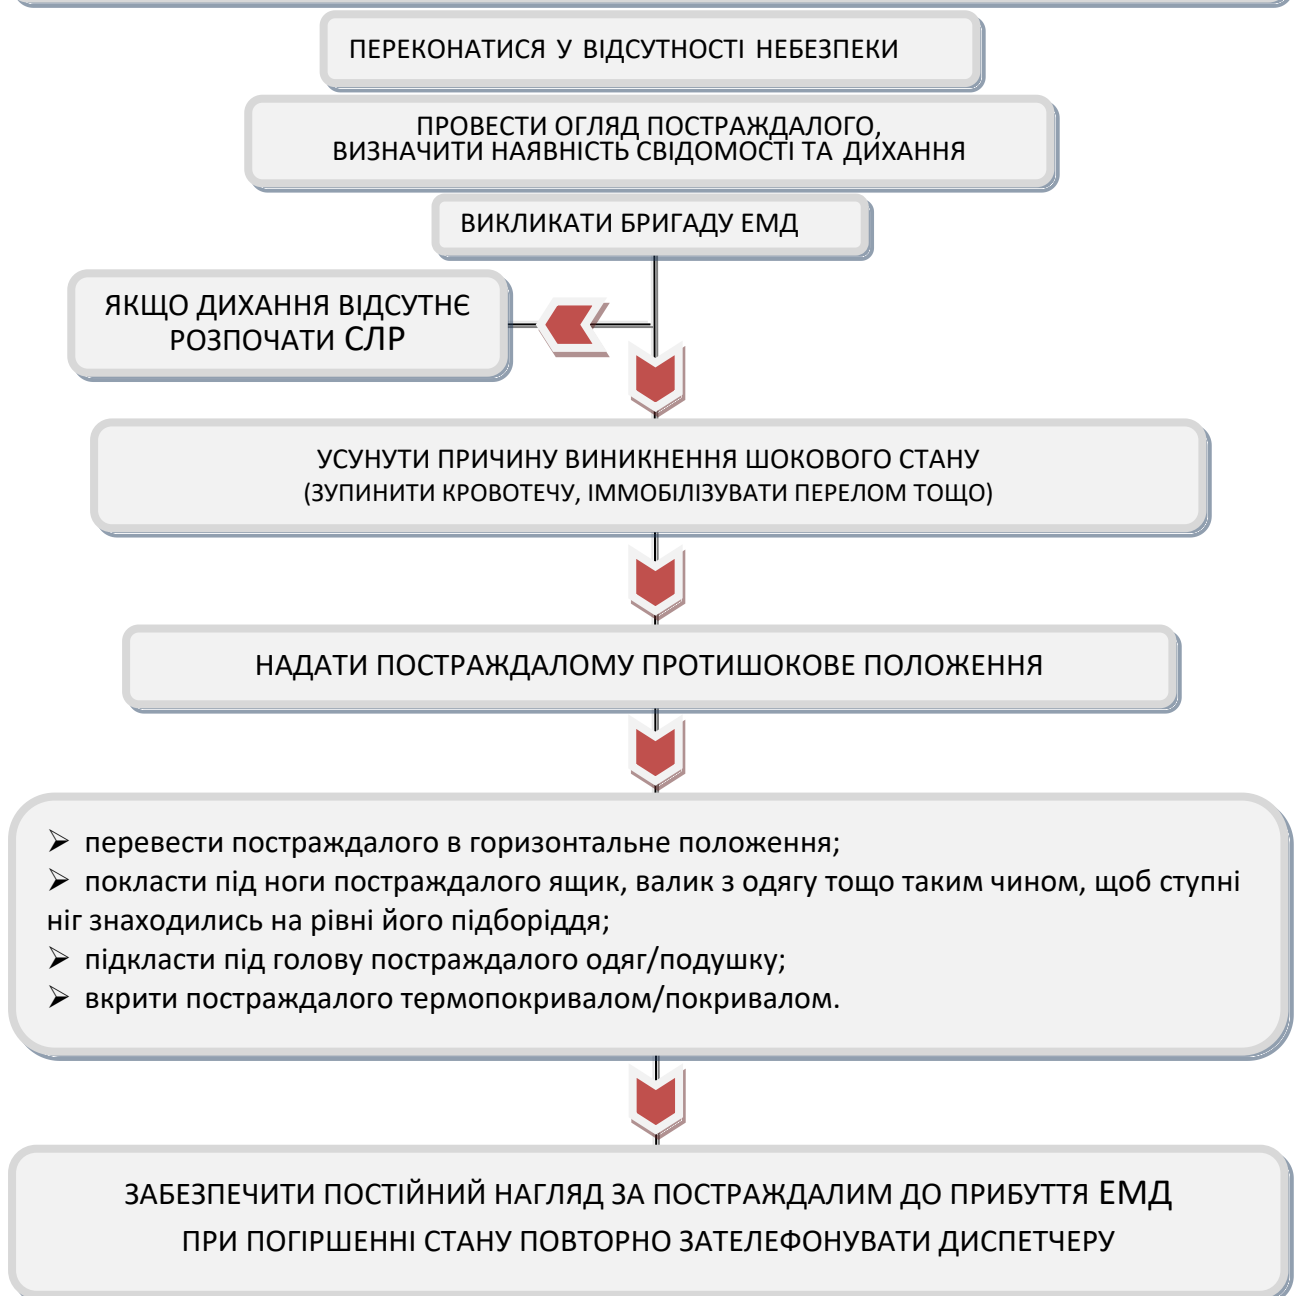 ПЕРЕКОНАТИСЯ У ВІДСУТНОСТІ НЕБЕЗПЕКИ
ПРОВЕСТИ ОГЛЯД ПОСТРАЖДАЛОГО,
ВИЗНАЧИТИ НАЯВНІСТЬ СВІДОМОСТІ ТА ДИХАННЯ
ВИКЛИКАТИ БРИГАДУ ЕМД
ЯКЩО ДИХАННЯ ВІДСУТНЄ
РОЗПОЧАТИ СЛР
УСУНУТИ ПРИЧИНУ ВИНИКНЕННЯ ШОКОВОГО СТАНУ
(ЗУПИНИТИ КРОВОТЕЧУ, ІММОБІЛІЗУВАТИ ПЕРЕЛОМ ТОЩО)
НАДАТИ ПОСТРАЖДАЛОМУ ПРОТИШОКОВЕ ПОЛОЖЕННЯ
➢ перевести постраждалого в горизонтальне положення;
➢ покласти під ноги постраждалого ящик, валик з одягу тощо таким чином, щоб ступні
ніг знаходились на рівні його підборіддя;
➢ підкласти під голову постраждалого одяг/подушку;
➢ вкрити постраждалого термопокривалом/покривалом.
ЗАБЕЗПЕЧИТИ ПОСТІЙНИЙ НАГЛЯД ЗА ПОСТРАЖДАЛИМ ДО ПРИБУТТЯ ЕМД
ПРИ ПОГІРШЕННІ СТАНУ ПОВТОРНО ЗАТЕЛЕФОНУВАТИ ДИСПЕТЧЕРУ